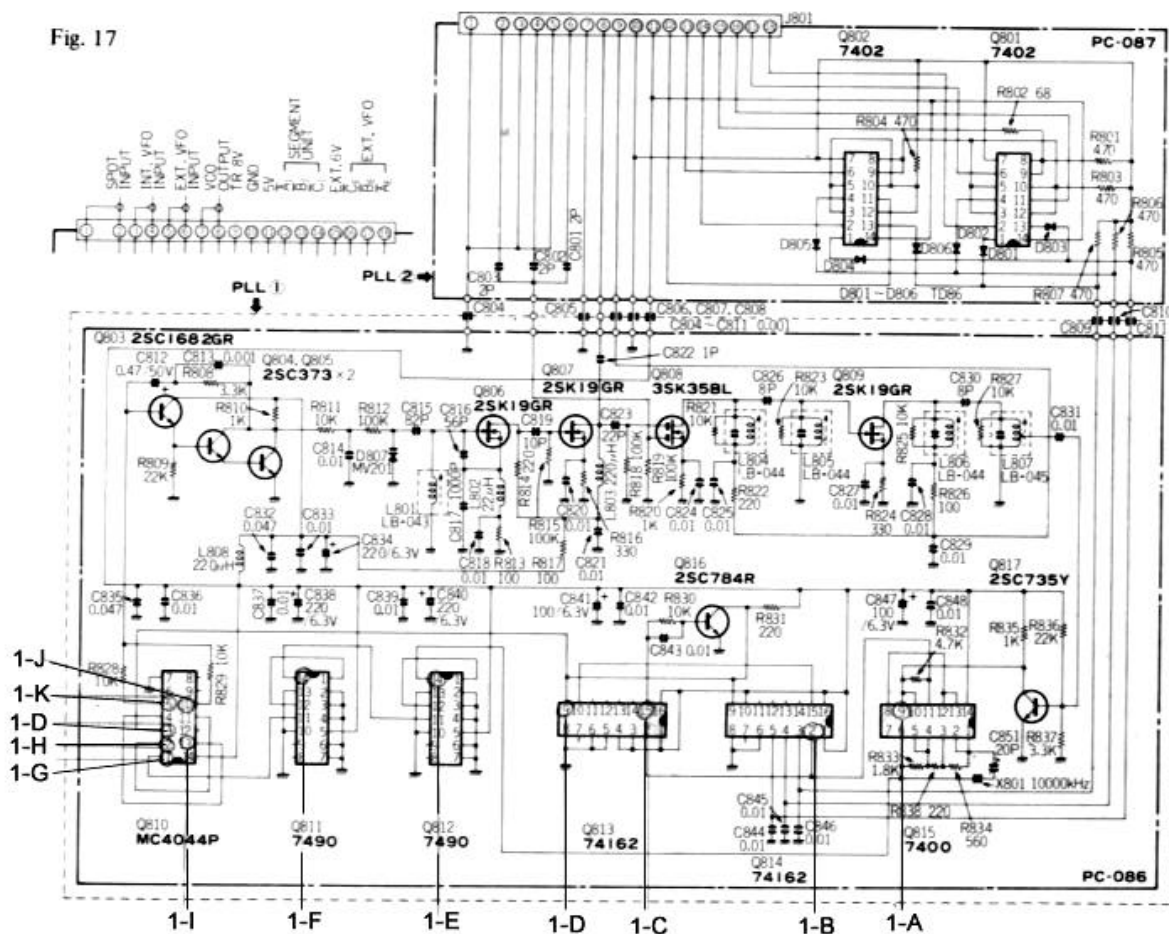 Fig. 17
J801
Q802
7402
Q801
7402
PC-087
R802 68
R804 470
R801
470
R803
470
R806
470
R805
470
R807 470
D805
D804
D806
D802
D801
D803
D801~D806 TD86
SPOT
INPUT
INT. VFO
INPUT
EXT. VFO
INPUT
VCO
OUTPUT
TR. 8V
GND
5V
SEGMENT
UNIT
EXT. 6V
EXT. VFO
C801 2P
C802
2P
C803
2P
PLL 2
PLL ①
C804
C805
C806, C807, C808
C804~C811 0.001
C809
C810
C811
C822 1P
Q803
2SC1682GR
C812
0.47/50V
C813 0.001
R808
3.3K
Q804, Q805
2SC373 ×2
R810
1K
R809
22K
R811
10K
R812
100K
C814
0.01
D807
MV201
C815
82P
C816
56P
Q806
2SK19GR
L801
LB-043
C817
1000P
L802
22μH
C818
0.01
R813
100
R814 220
C819
10P
R815
100K
R817
100
Q807
2SK19GR
C820
0.01
R816
330
L803 220μH
C821
0.01
C823
22P
R818 100K
R819
100K
R820
1K
Q808
3SK35BL
R821
10K
C824
0.01
C825
0.01
R822
220
L804
LB-044
C826
8P
R823
10K
L805
LB-044
Q809
2SK19GR
C827
0.01
R824
330
R825 10K
C828
0.01
L806
LB-044
R826
100
C829
0.01
C830
8P
R827
10K
L807
LB-045
C831
0.01
L808
220μH
C832
0.047
C833
0.01
C834
220/6.3V
C835
0.047
C836
0.01
C837
0.01
C838
220
6.3V
C839
0.01
C840
220
6.3V
C841
100/6.3V
C842
0.01
Q816
2SC784R
R830
10K
C843 0.01
R831
220
C847
100
/6.3V
C848
0.01
R832
4.7K
Q817
2SC735Y
R835
1K
R836
22K
R837
3.3K
C851
20P
X801 10000kHz
R833
1.8K
R838 220
R834
560
R828
10K
R829
10K
C845
0.01
C844
0.01
C846
0.01
1-J
1-K
1-D
1-H
1-G
Q810
MC4044P
Q811
7490
Q812
7490
Q813
74162
Q814
74162
Q815
7400
PC-086
1-I
1-F
1-E
1-D
1-C
1-B
1-A